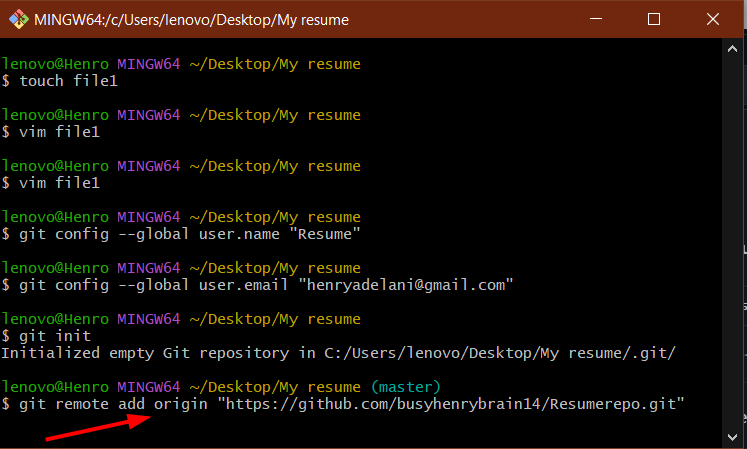 MINGW64:/c/Users/lenovo/Desktop/My resume
lenovo@Henro MINGW64 ~/Desktop/My resume
$ touch file1
lenovo@Henro MINGW64 ~/Desktop/My resume
$ vim file1
lenovo@Henro MINGW64 ~/Desktop/My resume
$ vim file1
lenovo@Henro MINGW64 ~/Desktop/My resume
$ git config --global user.name "Resume"
lenovo@Henro MINGW64 ~/Desktop/My resume
$ git config --global user.email "henryadelani@gmail.com"
lenovo@Henro MINGW64 ~/Desktop/My resume
$ git init
Initialized empty Git repository in C:/Users/lenovo/Desktop/My resume/.git/
lenovo@Henro MINGW64 ~/Desktop/My resume (master)
$ git remote add origin "https://github.com/busyhenrybrain14/Resumerepo.git"